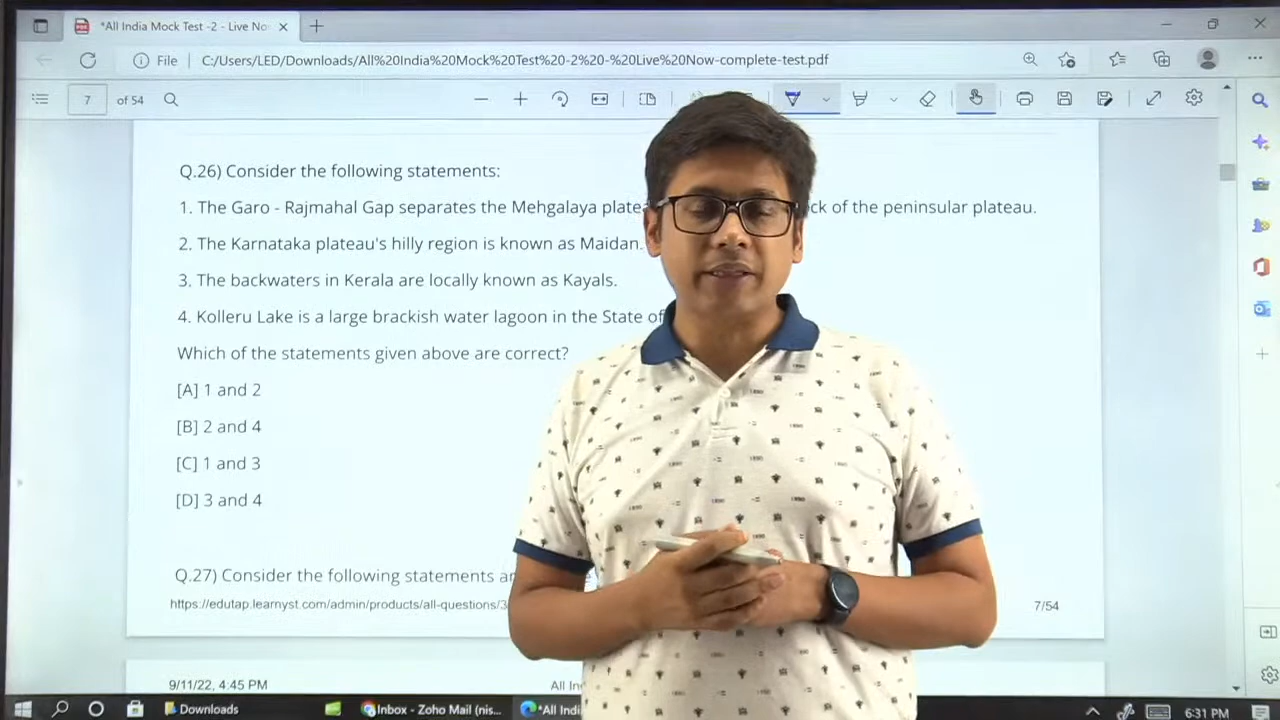 *All India Mock Test -2 - Live No
File
C:/Users/LED/Downloads/All%20India%20Mock%20Test%20-2%20-%20Live%20Now-complete-test.pdf
7 of 54
Q.26) Consider the following statements:
1. The Garo - Rajmahal Gap separates the Mehgalaya of the peninsular plateau.
2. The Karnataka plateau's hilly region is known as Maidan.
3. The backwaters in Kerala are locally known as Kayals.
4. Kolleru Lake is a large brackish water lagoon in the State of
Which of the statements given above are correct?
[A] 1 and 2
[B] 2 and 4
[C] 1 and 3
[D] 3 and 4
Q.27) Consider the following statements
https://edutap.learnyst.com/admin/products/all-questions/3
7/54
9/11/22, 4:45 PM
All In
Downloads
Inbox - Zoho Mail (nis...
*All Indi
6:31 PM